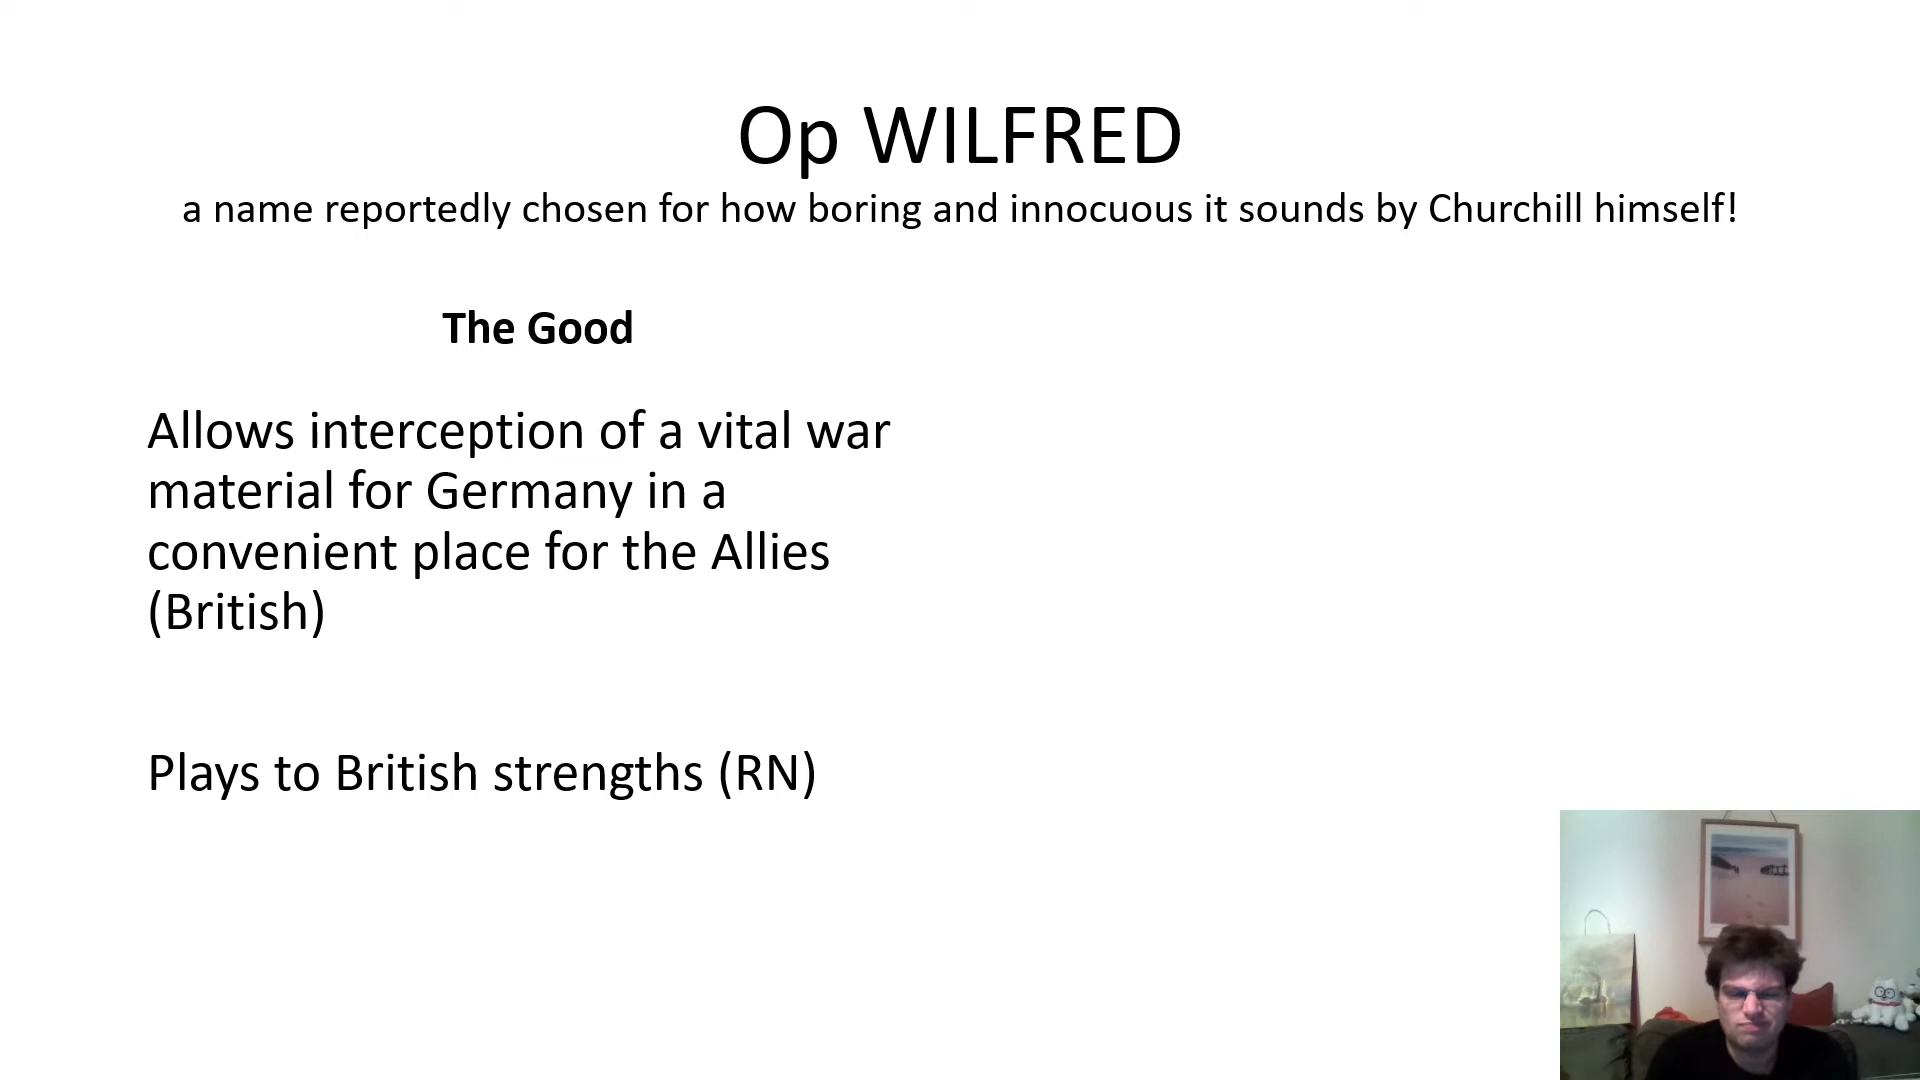 Op WILFRED
a name reportedly chosen for how boring and innocuous it sounds by Churchill himself!
The Good
Allows interception of a vital war
material for Germany in a
convenient place for the Allies
(British)
Plays to British strengths (RN)